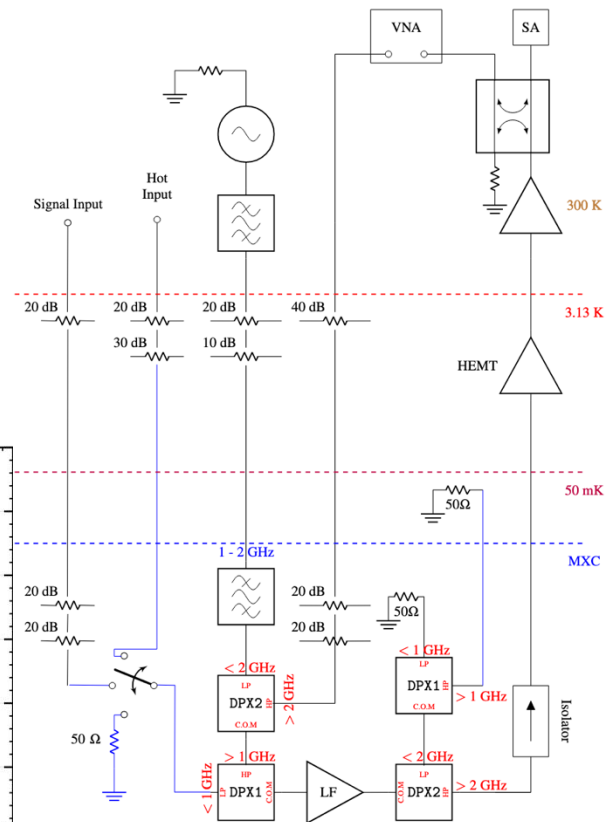 VNA
SA
Hot
Input
Signal Input
300 K
20 dB
20 dB
20 dB
40 dB
3.13 K
30 dB
10 dB
HEMT
50 mK
50Ω
1 - 2 GHz
MXC
20 dB
20 dB
50Ω
20 dB
20 dB
< 1 GHz
< 2 GHz
LP
DPX1
HP
> 1 GHz
C.O.M
LP
DPX2
HP
> 2 GHz
C.O.M
Isolator
50 Ω
> 1 GHz
< 2 GHz
< 1 GHz
HP
LP
DPX1
C.O.M
LF
C.O.M
LP
DPX2
HP
> 2 GHz